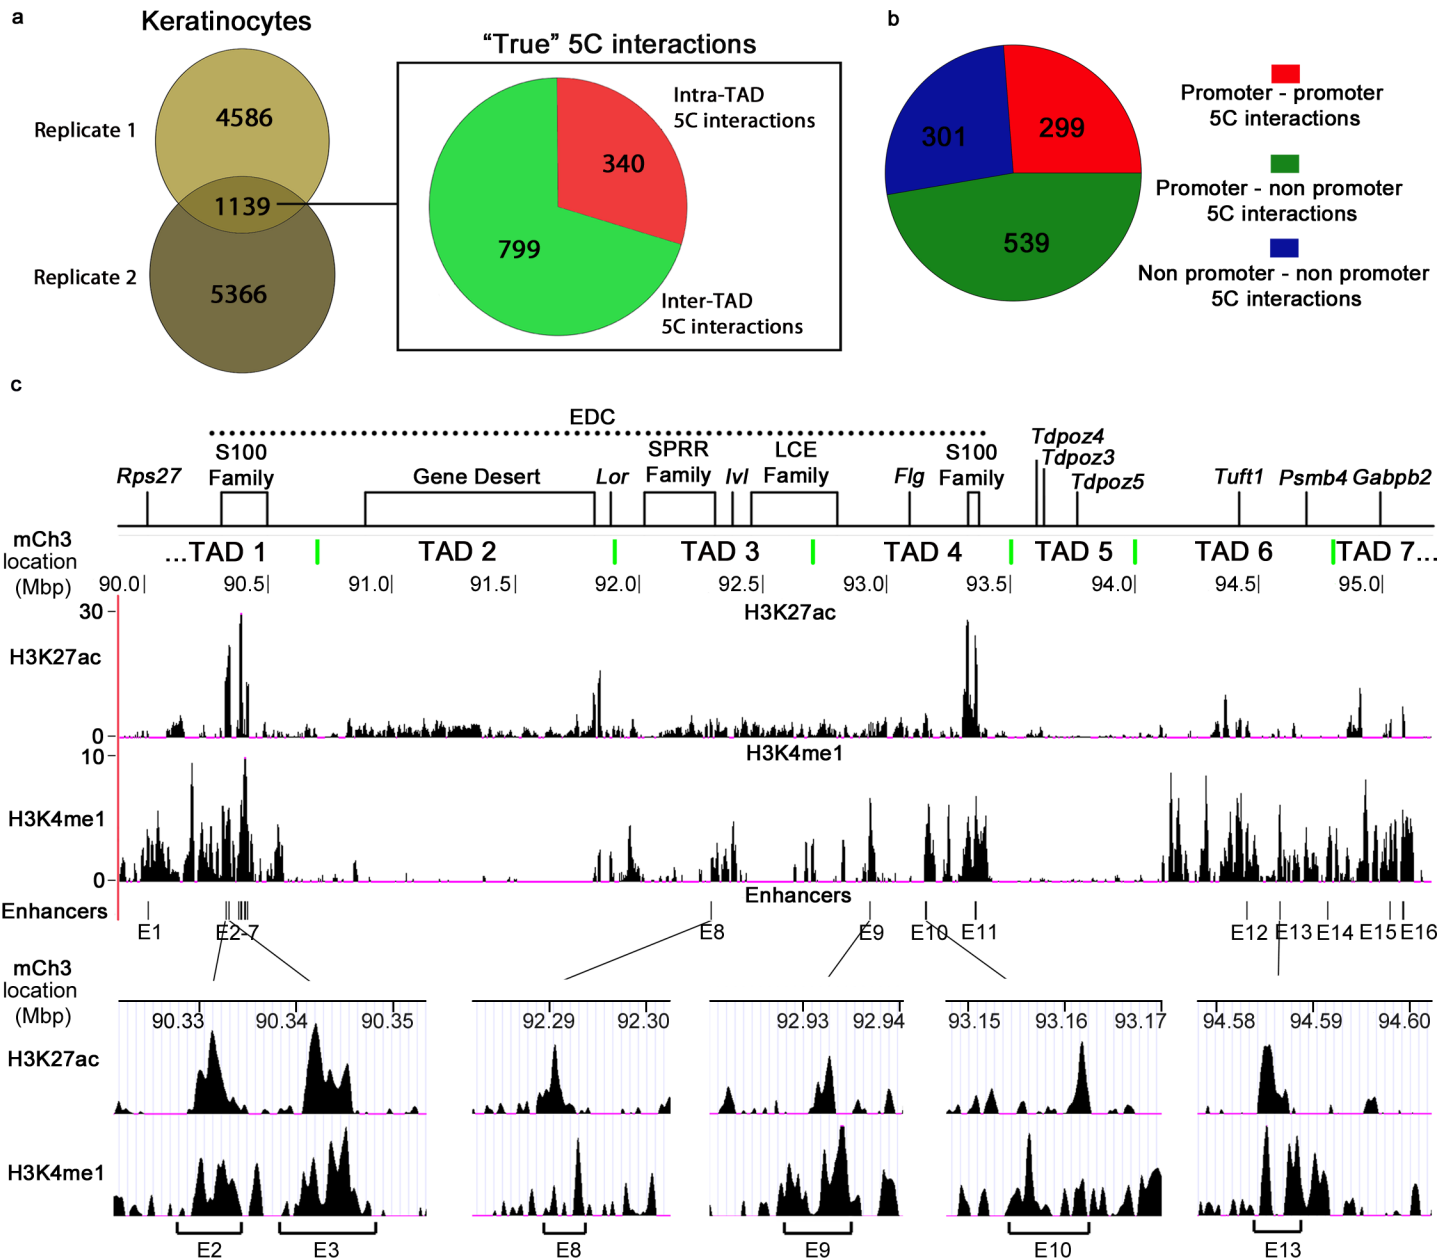 a
Keratinocytes
Replicate 1
4586
1139
Replicate 2
5366
“True” 5C interactions
Intra-TAD
5C interactions
340
799
Inter-TAD
5C interactions
b
301
299
539
Promoter - promoter
5C interactions
Promoter - non promoter
5C interactions
Non promoter - non promoter
5C interactions
c
EDC
Rps27
S100
Family
Gene Desert
Lor
SPRR
Family
Ivl
LCE
Family
Flg
S100
Family
Tdpoz4
Tdpoz3
Tdpoz5
Tuft1
Psmb4
Gabpb2
mCh3
location
(Mbp)
...TAD 1
TAD 2
TAD 3
TAD 4
TAD 5
TAD 6
TAD 7...
90.0
90.5
91.0
91.5
92.0
92.5
93.0
93.5
94.0
94.5
95.0
H3K27ac
30
H3K27ac
0
H3K4me1
10
H3K4me1
0
Enhancers
Enhancers
E1
E2-7
E8
E9
E10
E11
E12
E13
E14
E15
E16
mCh3
location
(Mbp)
90.33
90.34
90.35
92.29
92.30
92.93
92.94
93.15
93.16
93.17
94.58
94.59
94.60
H3K27ac
H3K4me1
E2
E3
E8
E9
E10
E13